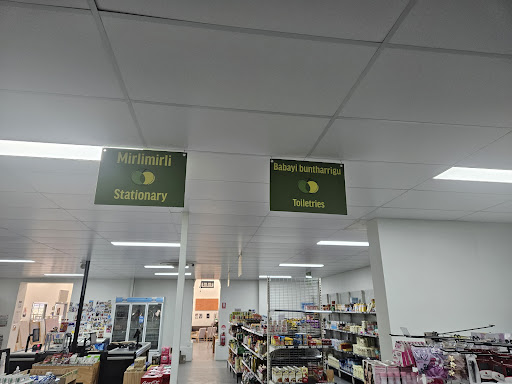 Mirlimirli
Stationary
Babayi buntharrigu
Toiletries